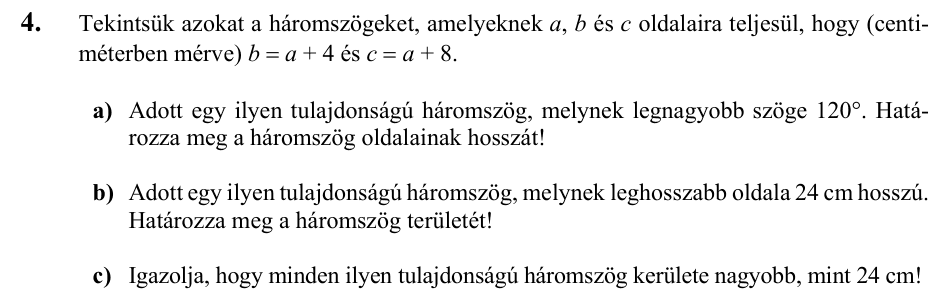 4. Tekintsük azokat a háromszögeket, amelyeknek a, b és c oldalaira teljesül, hogy (centi-
méterben mérve) b = a + 4 és c = a + 8.
a) Adott egy ilyen tulajdonságú háromszög, melynek legnagyobb szöge 120°. Hatá-
rozza meg a háromszög oldalainak hosszát!
b) Adott egy ilyen tulajdonságú háromszög, melynek leghosszabb oldala 24 cm hosszú.
Határozza meg a háromszög területét!
c) Igazolja, hogy minden ilyen tulajdonságú háromszög kerülete nagyobb, mint 24 cm!